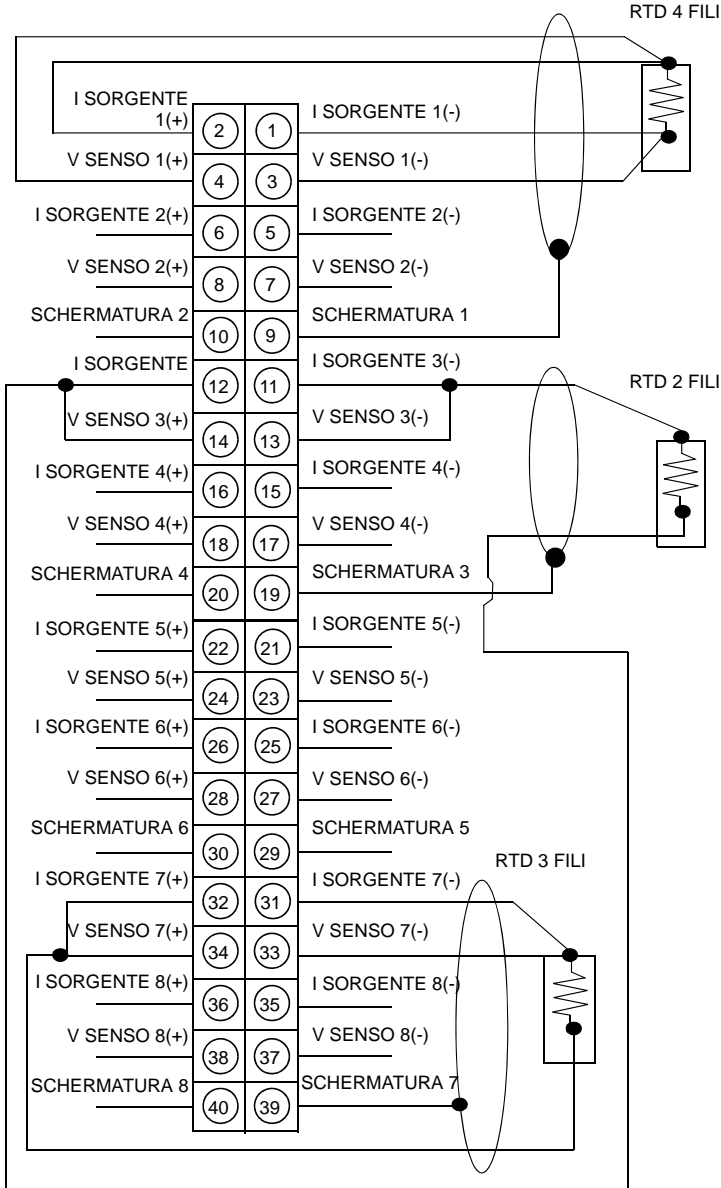 RTD 4 FILI
I SORGENTE
1(+) 2 1 I SORGENTE 1(-)
V SENSO 1(+) 4 3 V SENSO 1(-)
I SORGENTE 2(+) 6 5 I SORGENTE 2(-)
V SENSO 2(+) 8 7 V SENSO 2(-)
SCHERMATURA 2 10 9 SCHERMATURA 1
I SORGENTE 12 11 I SORGENTE 3(-)
RTD 2 FILI
V SENSO 3(+) 14 13 V SENSO 3(-)
I SORGENTE 4(+) 16 15 I SORGENTE 4(-)
V SENSO 4(+) 18 17 V SENSO 4(-)
SCHERMATURA 4 20 19 SCHERMATURA 3
I SORGENTE 5(+) 22 21 I SORGENTE 5(-)
V SENSO 5(+) 24 23 V SENSO 5(-)
I SORGENTE 6(+) 26 25 I SORGENTE 6(-)
V SENSO 6(+) 28 27 V SENSO 6(-)
SCHERMATURA 6 30 29 SCHERMATURA 5
RTD 3 FILI
I SORGENTE 7(+) 32 31 I SORGENTE 7(-)
V SENSO 7(+) 34 33 V SENSO 7(-)
I SORGENTE 8(+) 36 35 I SORGENTE 8(-)
V SENSO 8(+) 38 37 V SENSO 8(-)
SCHERMATURA 8 40 39 SCHERMATURA 7